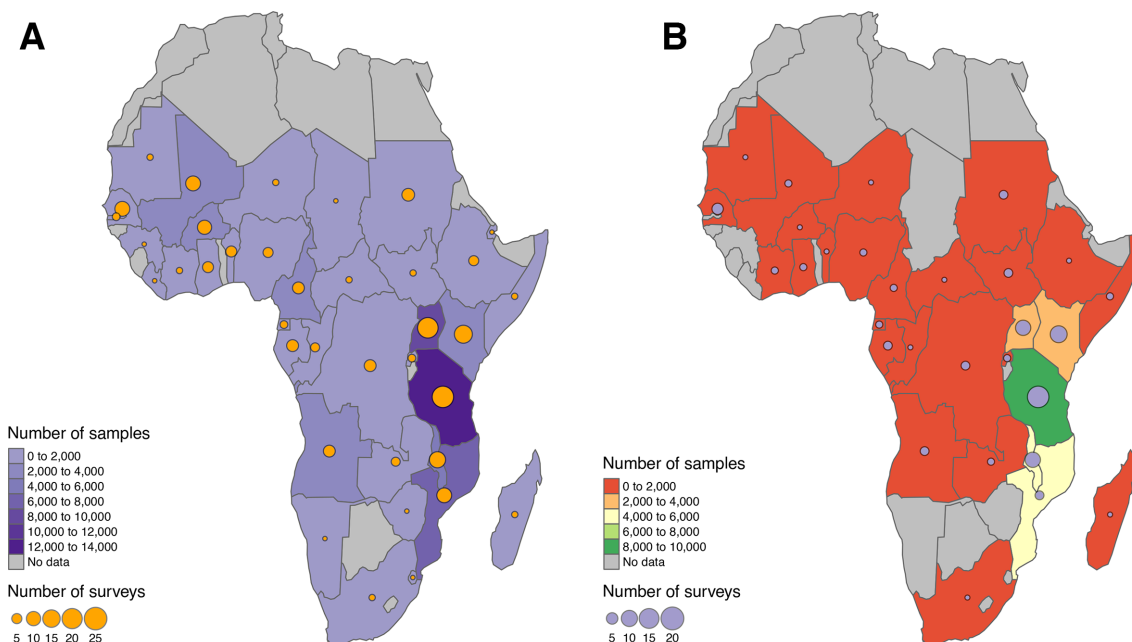 A
B
Number of samples
0 to 2,000
2,000 to 4,000
4,000 to 6,000
6,000 to 8,000
8,000 to 10,000
10,000 to 12,000
12,000 to 14,000
No data
Number of surveys
5 10 15 20 25
Number of samples
0 to 2,000
2,000 to 4,000
4,000 to 6,000
6,000 to 8,000
8,000 to 10,000
No data
Number of surveys
5 10 15 20